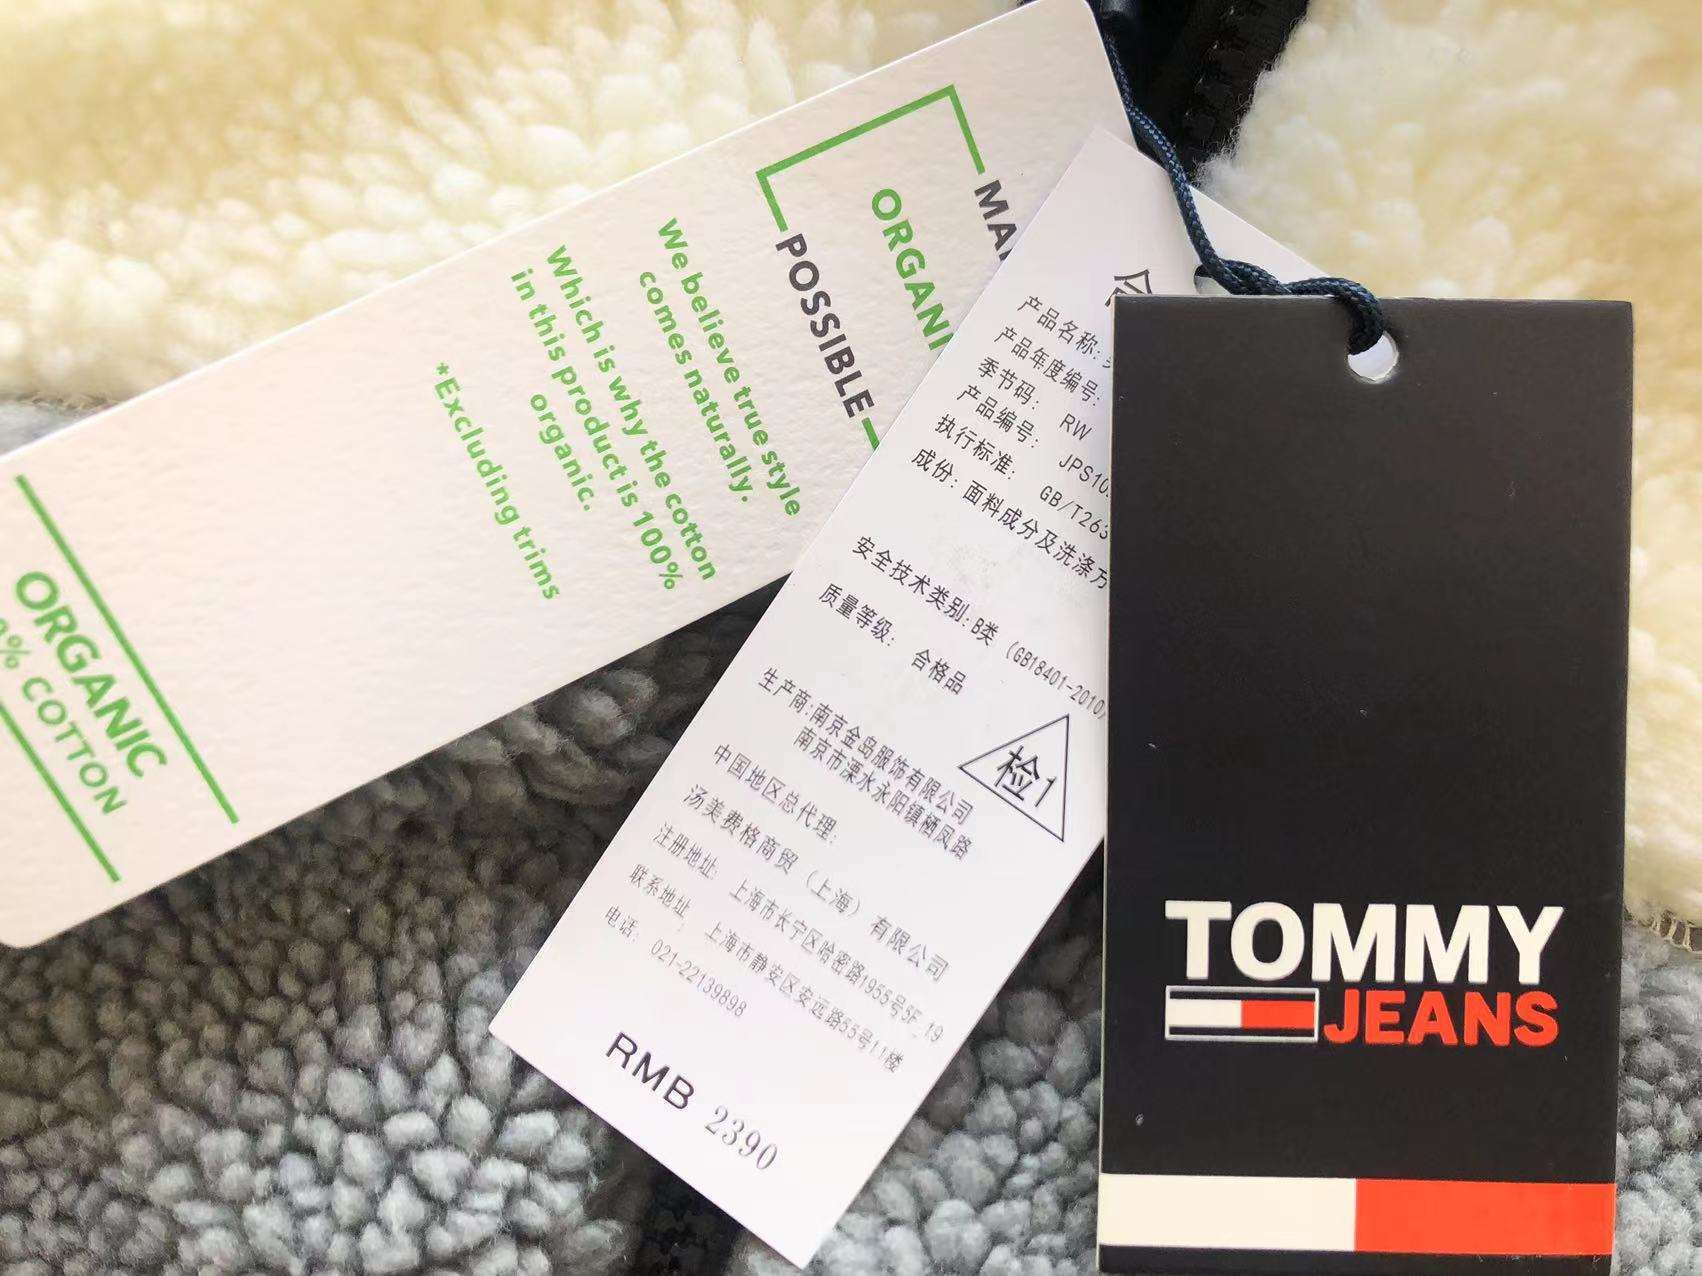 POSSIBLE
We believe true style
comes naturally.
Which is why the cotton
in this product is 100%
organic.
*Excluding trims
ORGANIC
COTTON
产品名称:
产品年度编号:
季节码: RW
产品编号:
执行标准:
成份: 面料成分及洗涤
安全技术类别: B类 (GB18401-2010
质量等级: 合格品
检1
生产商:南京金岛服饰有限公司
南京市溧水永阳镇栖凤路
中国地区总代理:
汤美费格商贸 (上海) 有限公司
注册地址: 上海市长宁区哈密路1955号5F_19
联系地址: 上海市静安区安远路55号11楼
电话: 021-22139898
RMB 2390
TOMMY
JEANS